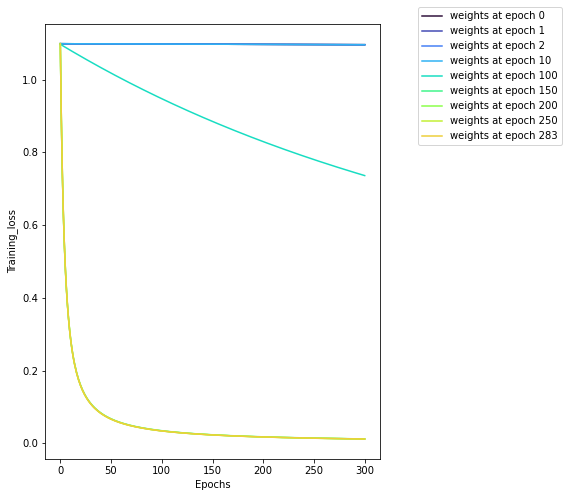 weights at epoch 0
weights at epoch 1
weights at epoch 2
weights at epoch 10
weights at epoch 100
weights at epoch 150
weights at epoch 200
weights at epoch 250
weights at epoch 283
Training_loss
1.0
0.8
0.6
0.4
0.2
0.0
0 50 100 150 200 250 300
Epochs